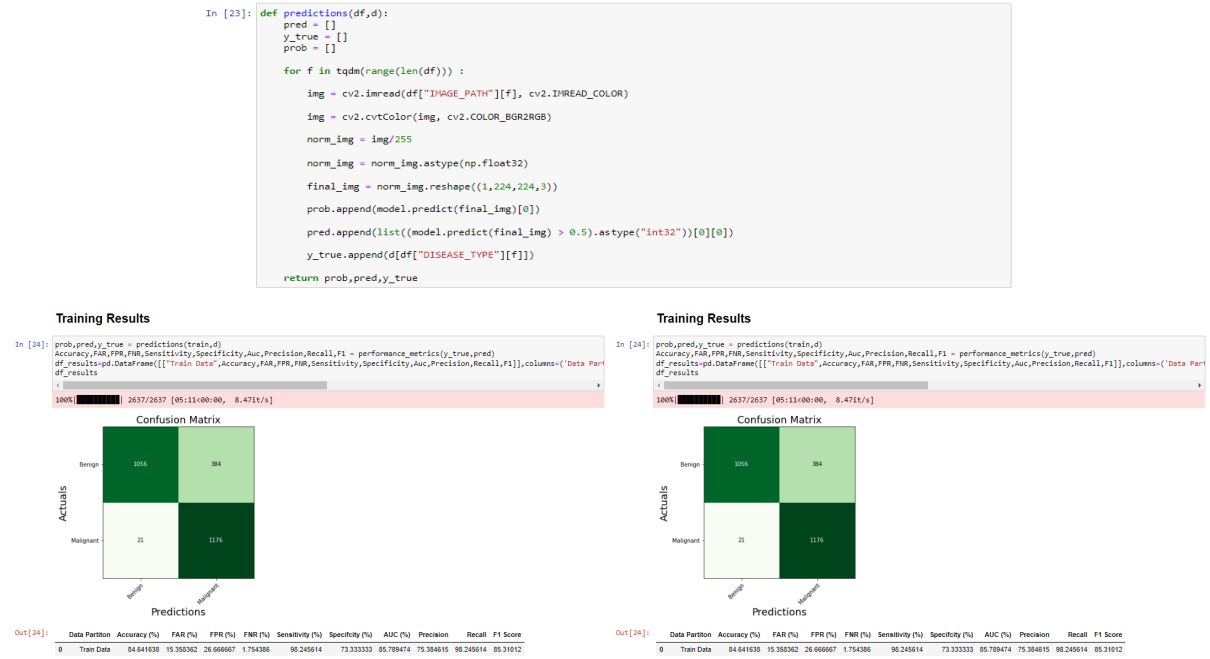 In [23]: def predictions(df,d):
pred = []
y_true = []
prob = []
for f in tqdm(range(len(df))) :
img = cv2.imread(df["IMAGE_PATH"][f], cv2.IMREAD_COLOR)
img = cv2.cvtColor(img, cv2.COLOR_BGR2RGB)
norm_img = img/255
norm_img = norm_img.astype(np.float32)
final_img = norm_img.reshape((1,224,224,3))
prob.append(model.predict(final_img)[0])
pred.append(list((model.predict(final_img) > 0.5).astype("int32"))[0][0])
y_true.append(d[df["DISEASE_TYPE"][f]])
return prob,pred,y_true
Training Results
In [24]: prob,pred,y_true = predictions(train,d)
Accuracy,FAR,FPR,FNR,Sensitivity,Specificity,Auc,Precision,Recall,F1 = performance_metrics(y_true,pred)
df_results=pd.DataFrame([["Train Data",Accuracy,FAR,FPR,FNR,Sensitivity,Specificity,Auc,Precision,Recall,F1]],columns=('Data Part
df_results
100%| | 2637/2637 [05:11<00:00, 8.47it/s]
Confusion Matrix
Benign
1056 384
Actuals
Malignant
21 1176
Benign Malignant
Predictions
Out[24]: Data Partiton Accuracy (%) FAR (%) FPR (%) FNR (%) Sensitivity (%) Specifcity (%) AUC (%) Precision Recall F1 Score
0 Train Data 84.641638 15.358362 26.666667 1.754386 98.245614 73.333333 85.789474 75.384615 98.245614 85.31012
Training Results
In [24]: prob,pred,y_true = predictions(train,d)
Accuracy,FAR,FPR,FNR,Sensitivity,Specificity,Auc,Precision,Recall,F1 = performance_metrics(y_true,pred)
df_results=pd.DataFrame([["Train Data",Accuracy,FAR,FPR,FNR,Sensitivity,Specificity,Auc,Precision,Recall,F1]],columns=('Data Part
df_results
100%| | 2637/2637 [05:11<00:00, 8.47it/s]
Confusion Matrix
Benign
1056 384
Actuals
Malignant
21 1176
Benign Malignant
Predictions
Out[24]: Data Partiton Accuracy (%) FAR (%) FPR (%) FNR (%) Sensitivity (%) Specifcity (%) AUC (%) Precision Recall F1 Score
0 Train Data 84.641638 15.358362 26.666667 1.754386 98.245614 73.333333 85.789474 75.384615 98.245614 85.31012